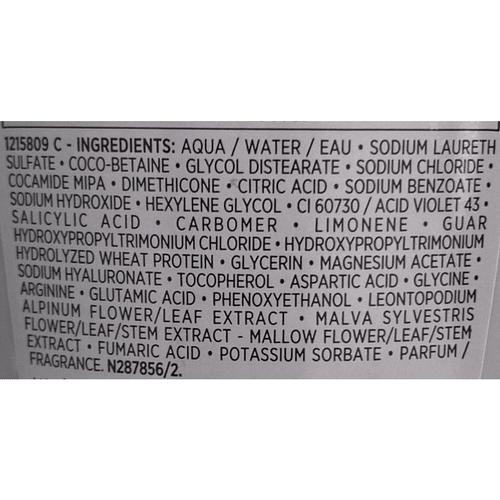 1215809 C - INGREDIENTS: AQUA / WATER / EAU • SODIUM LAURETH
SULFATE • COCO-BETAINE • GLYCOL DISTEARATE • SODIUM CHLORIDE •
COCAMIDE MIPA • DIMETHICONE • CITRIC ACID • SODIUM BENZOATE •
SODIUM HYDROXIDE • HEXYLENE GLYCOL • CI 60730 / ACID VIOLET 43 •
SALICYLIC ACID • CARBOMER • LIMONENE • GUAR
HYDROXYPROPYLTRIMONIUM CHLORIDE • HYDROXYPROPYLTRIMONIUM
HYDROLYZED WHEAT PROTEIN • GLYCERIN • MAGNESIUM ACETATE •
SODIUM HYALURONATE • TOCOPHEROL • ASPARTIC ACID • GLYCINE •
ARGININE • GLUTAMIC ACID • PHENOXYETHANOL • LEONTOPODIUM
ALPINUM FLOWER/LEAF EXTRACT • MALVA SYLVESTRIS
FLOWER/LEAF/STEM EXTRACT - MALLOW FLOWER/LEAF/STEM
EXTRACT • FUMARIC ACID • POTASSIUM SORBATE • PARFUM /
FRAGRANCE. N287856/2.